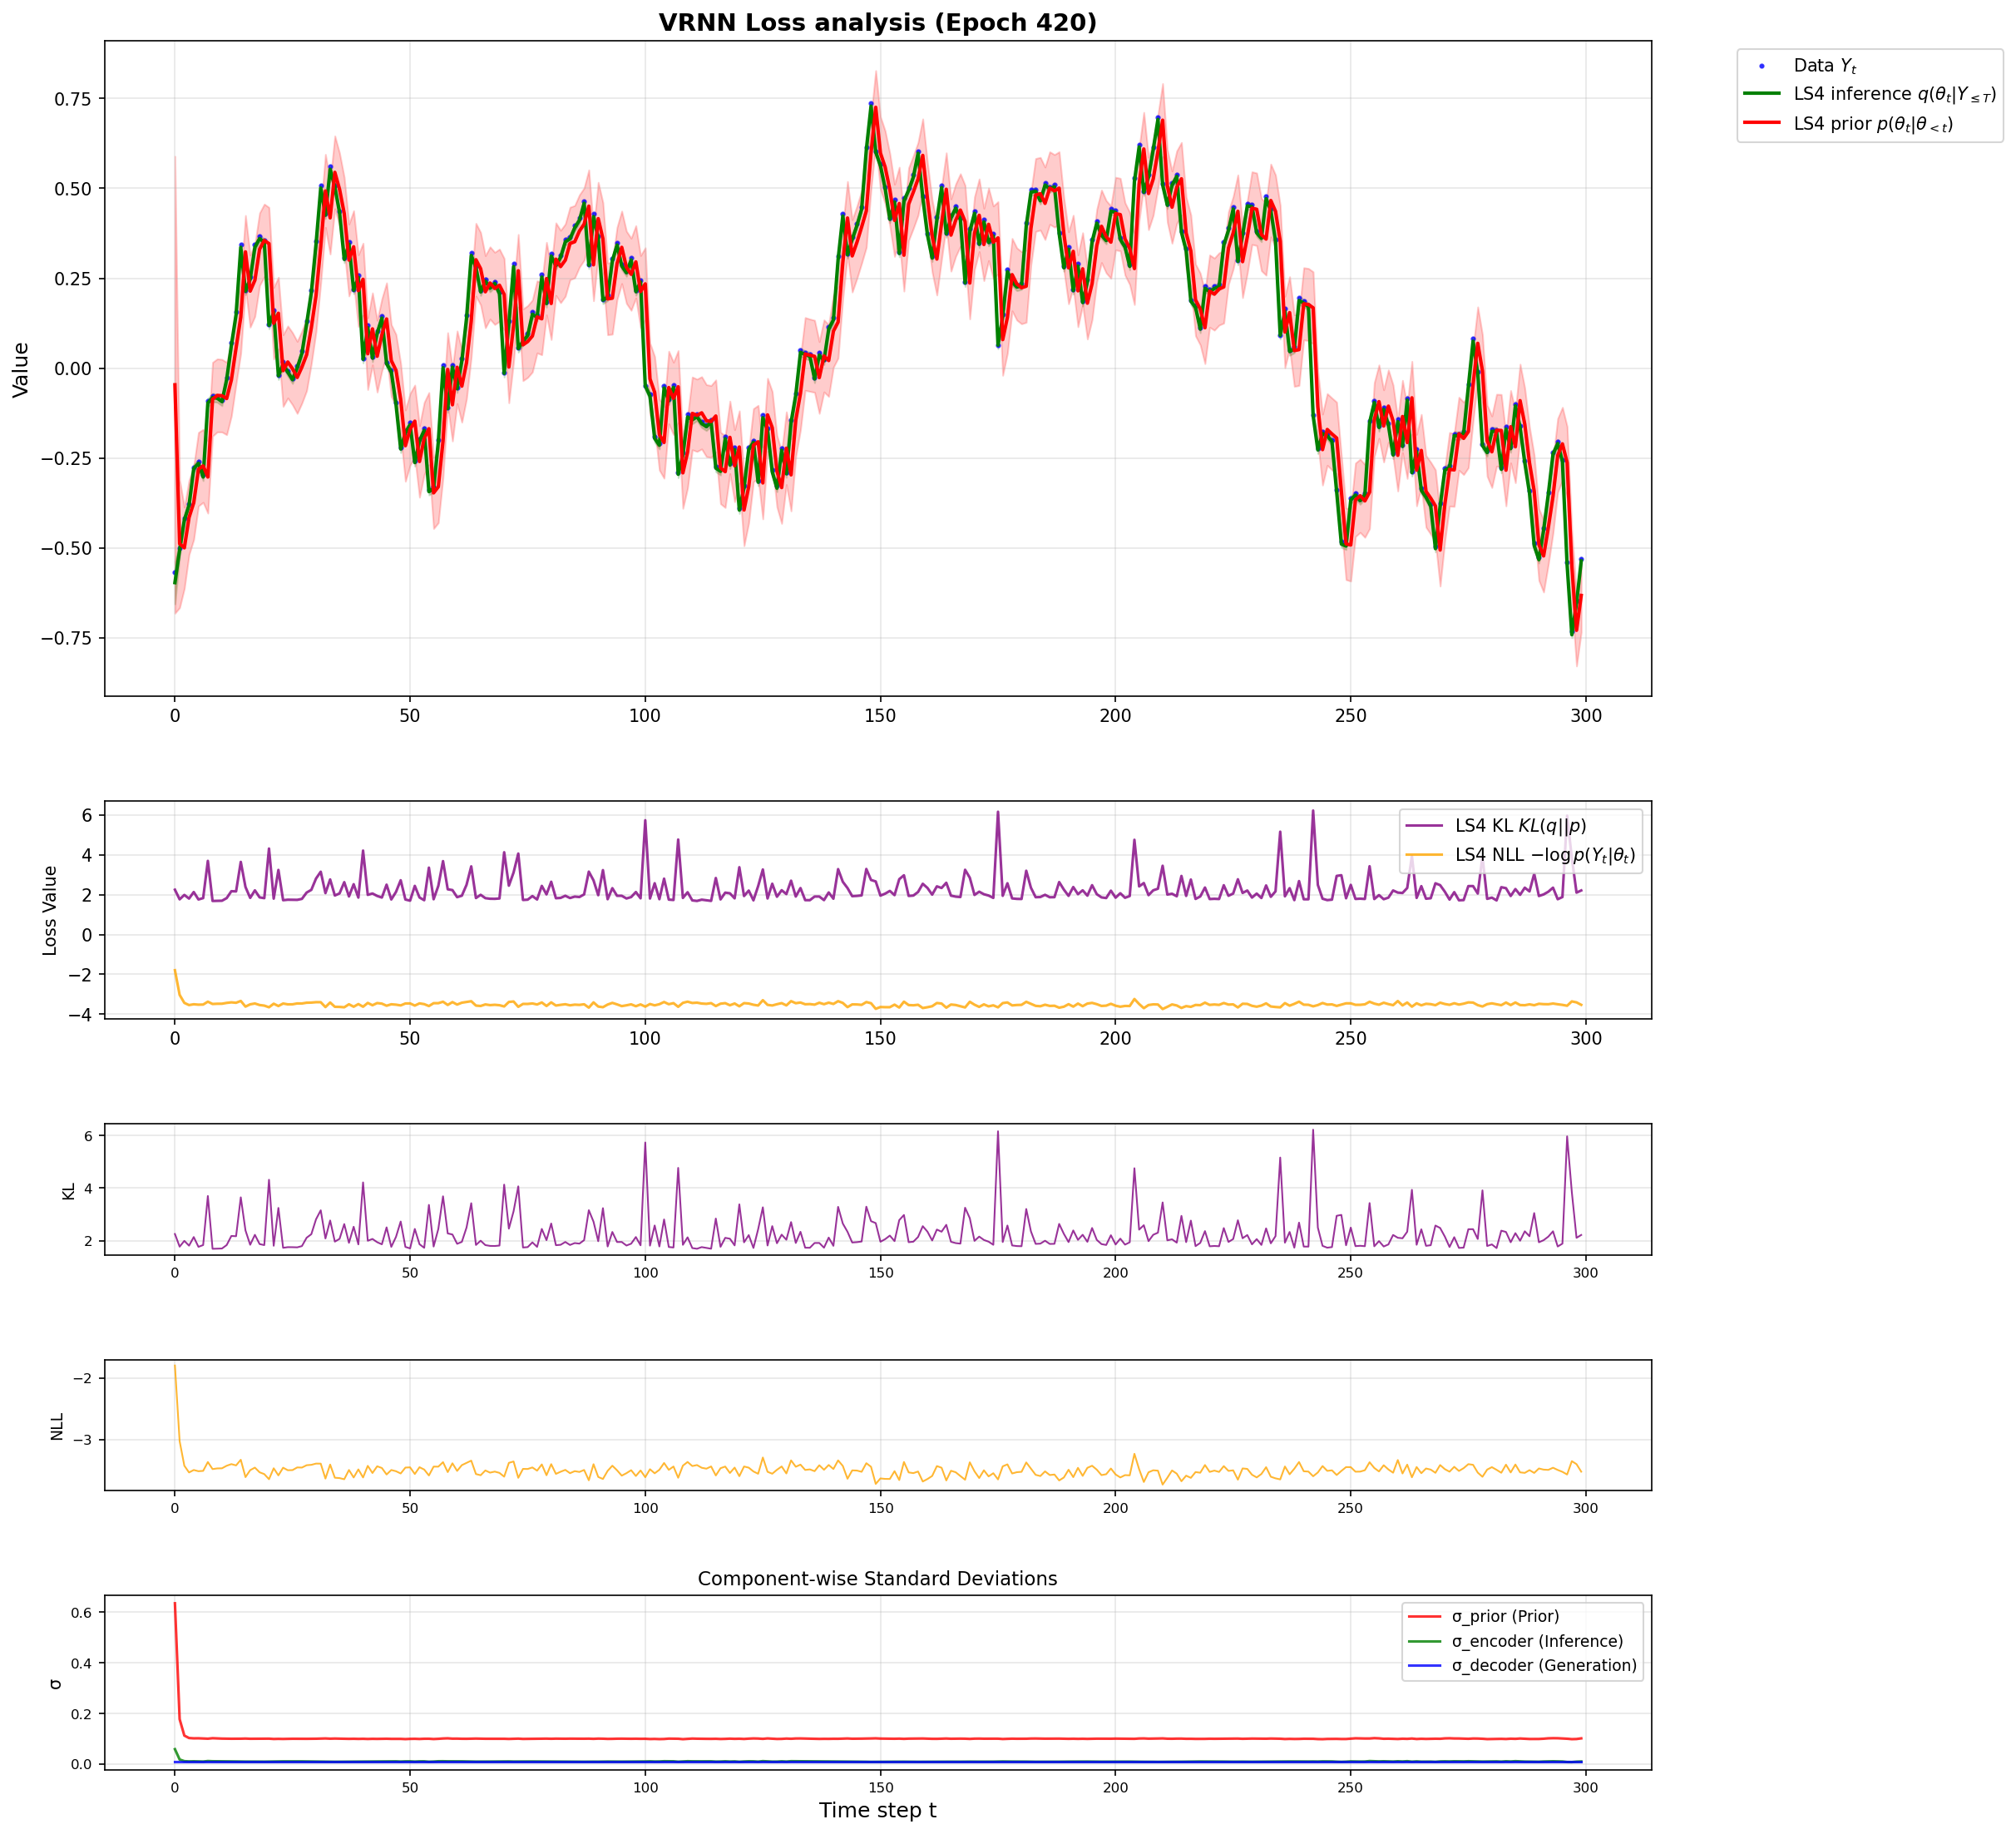 VRNN Loss analysis (Epoch 420)
Value
0.75
0.50
0.25
0.00
−0.25
−0.50
−0.75
0 50 100 150 200 250 300
Data Y_t
LS4 inference q(θ_t|Y_≤T)
LS4 prior p(θ_t|θ_<t)
Loss Value
6
4
2
0
−2
−4
LS4 KL KL(q||p)
LS4 NLL −log p(Y_t|θ_t)
0 50 100 150 200 250 300
KL
6
4
2
0 50 100 150 200 250 300
NLL
−2
−3
0 50 100 150 200 250 300
Component-wise Standard Deviations
σ
0.6
0.4
0.2
0.0
σ_prior (Prior)
σ_encoder (Inference)
σ_decoder (Generation)
0 50 100 150 200 250 300
Time step t